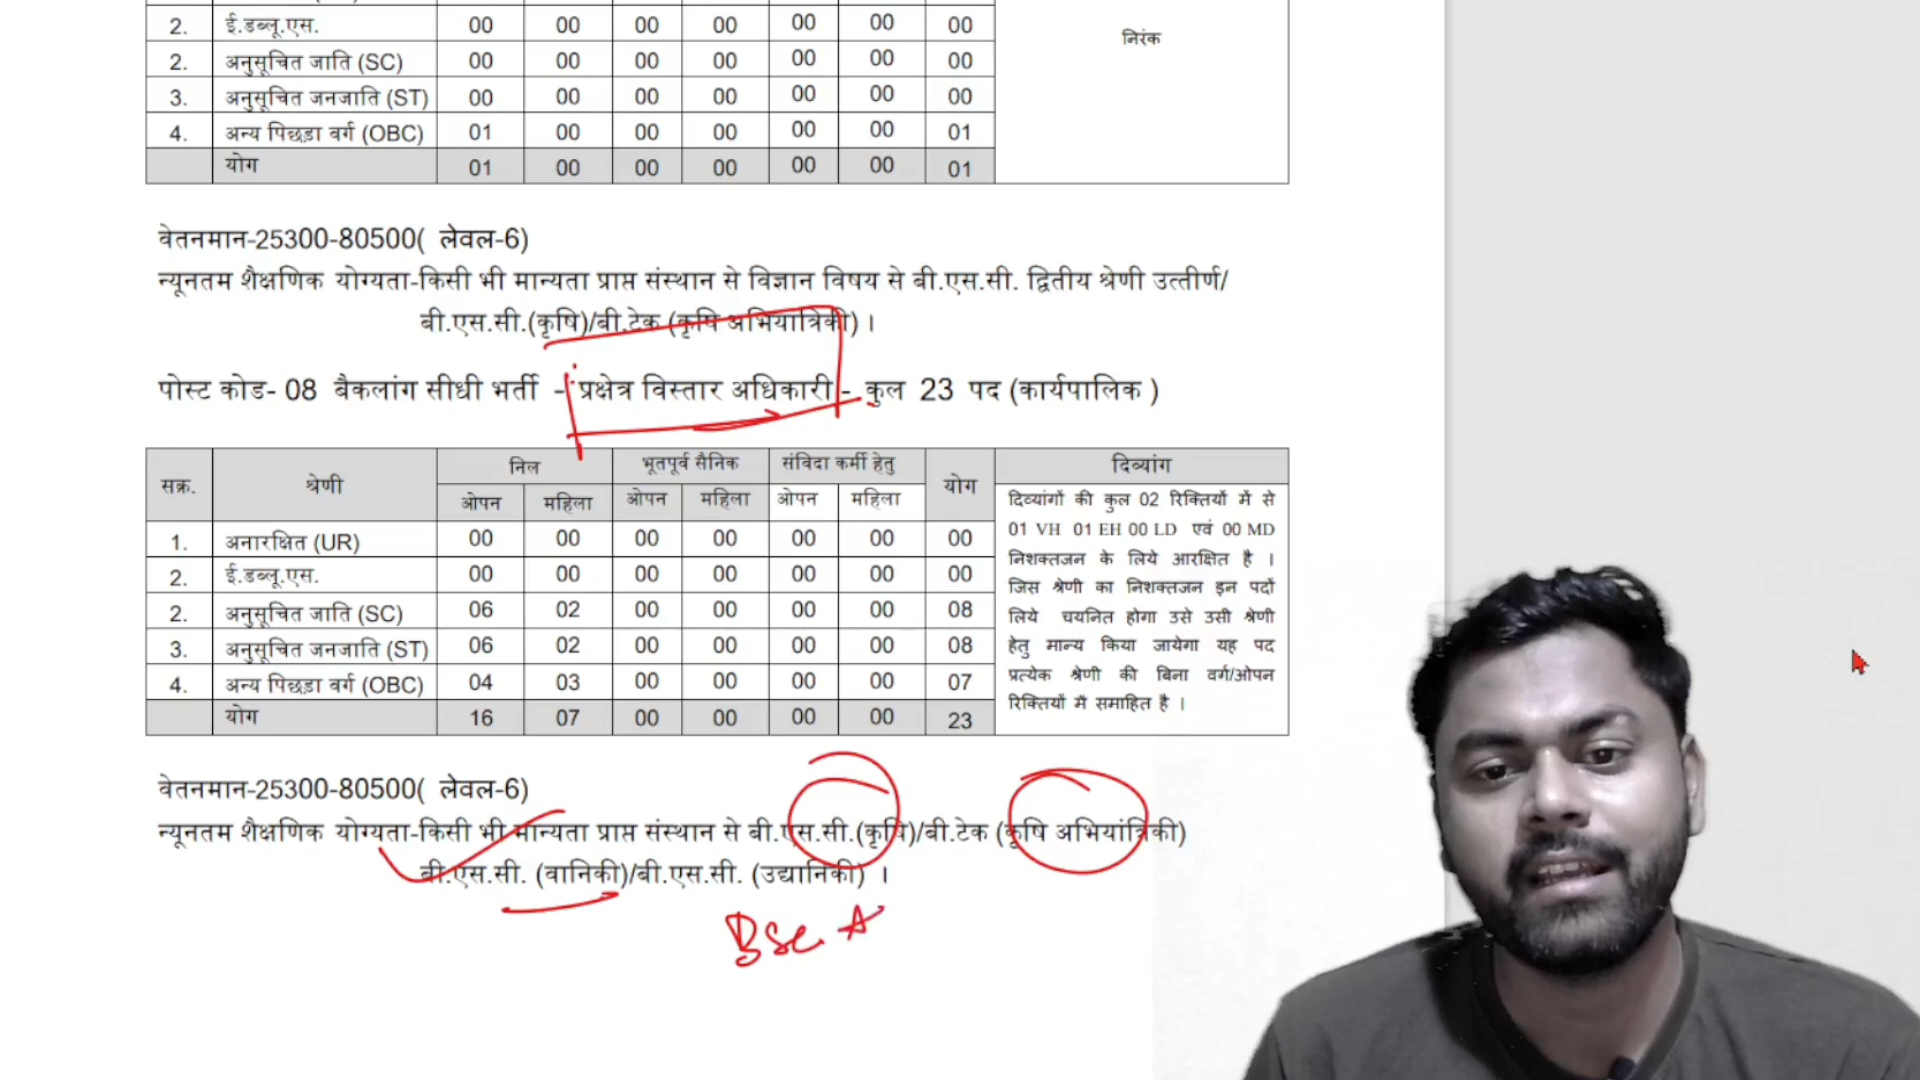 2. ई.डब्लू.एस. 00 00 00 00 00 00 00 निरंक
2. अनुसूचित जाति (SC) 00 00 00 00 00 00 00
3. अनुसूचित जनजाति (ST) 00 00 00 00 00 00 00
4. अन्य पिछड़ा वर्ग (OBC) 01 00 00 00 00 00 01
योग 01 00 00 00 00 00 01
वेतनमान-25300-80500( लेवल-6)
न्यूनतम शैक्षणिक योग्यता-किसी भी मान्यता प्राप्त संस्थान से विज्ञान विषय से बी.एस.सी. द्वितीय श्रेणी उत्तीर्ण/
बी.एस.सी.(कृषि)/बी.टेक (कृषि अभियात्रिकी) ।
पोस्ट कोड- 08 बैकलांग सीधी भर्ती - प्रक्षेत्र विस्तार अधिकारी - कुल 23 पद (कार्यपालिक )
सक्र. श्रेणी निल भूतपूर्व सैनिक संविदा कर्मी हेतु योग दिव्यांग
ओपन महिला ओपन महिला ओपन महिला
1. अनारक्षित (UR) 00 00 00 00 00 00 00
2. ई.डब्लू.एस. 00 00 00 00 00 00 00
2. अनुसूचित जाति (SC) 06 02 00 00 00 00 08
3. अनुसूचित जनजाति (ST) 06 02 00 00 00 00 08
4. अन्य पिछड़ा वर्ग (OBC) 04 03 00 00 00 00 07
योग 16 07 00 00 00 00 23
दिव्यांगों की कुल 02 रिक्तियों में से
01 VH 01 EH 00 LD एवं 00 MD
निशक्तजन के लिये आरक्षित है ।
जिस श्रेणी का निशक्तजन इन पदों
लिये चयनित होगा उसे उसी श्रेणी
हेतु मान्य किया जायेगा यह पद
प्रत्येक श्रेणी की बिना वर्ग/ओपन
रिक्तियों में समाहित है ।
वेतनमान-25300-80500( लेवल-6)
न्यूनतम शैक्षणिक योग्यता-किसी भी मान्यता प्राप्त संस्थान से बी.एस.सी.(कृषि)/बी.टेक (कृषि अभियांत्रिकी)
बी.एस.सी. (वानिकी)/बी.एस.सी. (उद्यानिकी) ।
BSc A